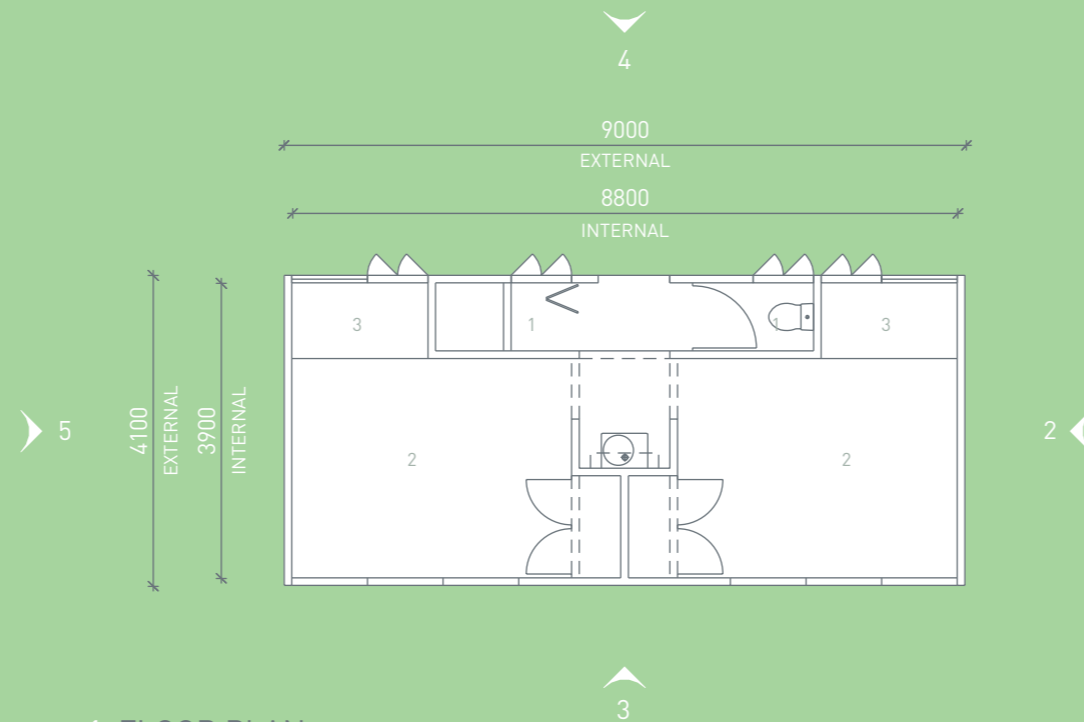 4
9000
EXTERNAL
8800
INTERNAL
3 1 1 3
4100
EXTERNAL
3900
INTERNAL
5
2
2
2
3